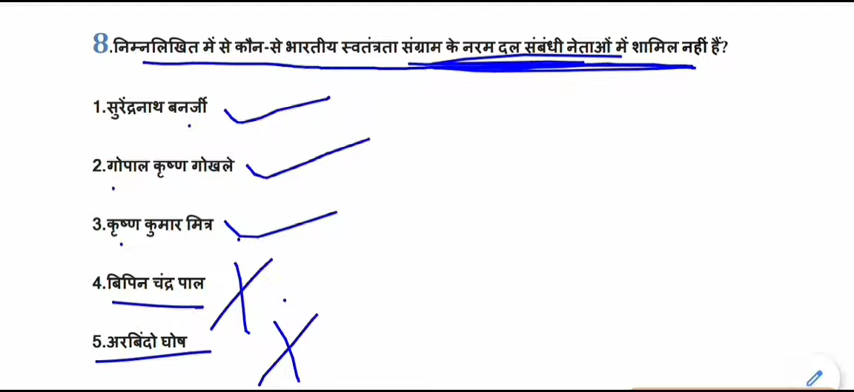 8.निम्नलिखित में से कौन-से भारतीय स्वतंत्रता संग्राम के नरम दल संबंधी नेताओं में शामिल नहीं हैं?
1.सुरेंद्रनाथ बनर्जी
2.गोपाल कृष्ण गोखले
3.कृष्ण कुमार मित्र
4.बिपिन चंद्र पाल
5.अरबिंदो घोष